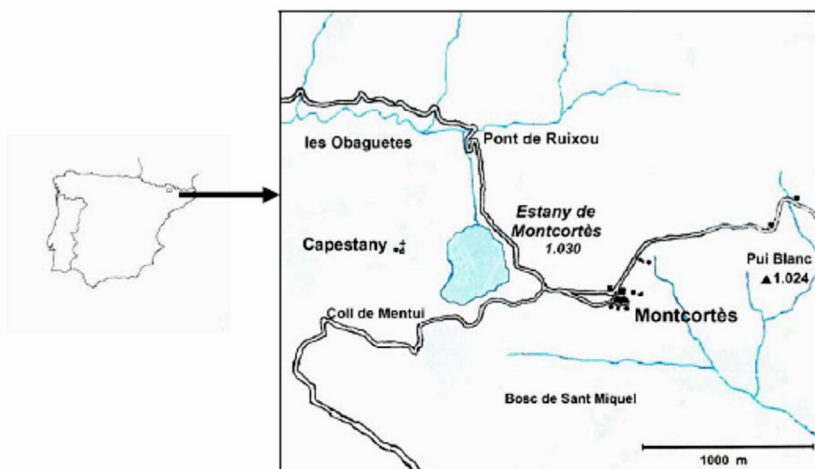 les Obaguetes
Pont de Ruixou
Estany de
Montcortès
1.030
Capestany
Pui Blanc
▲1.024
Coll de Mentui
Montcortès
Bosc de Sant Miquel
1000 m